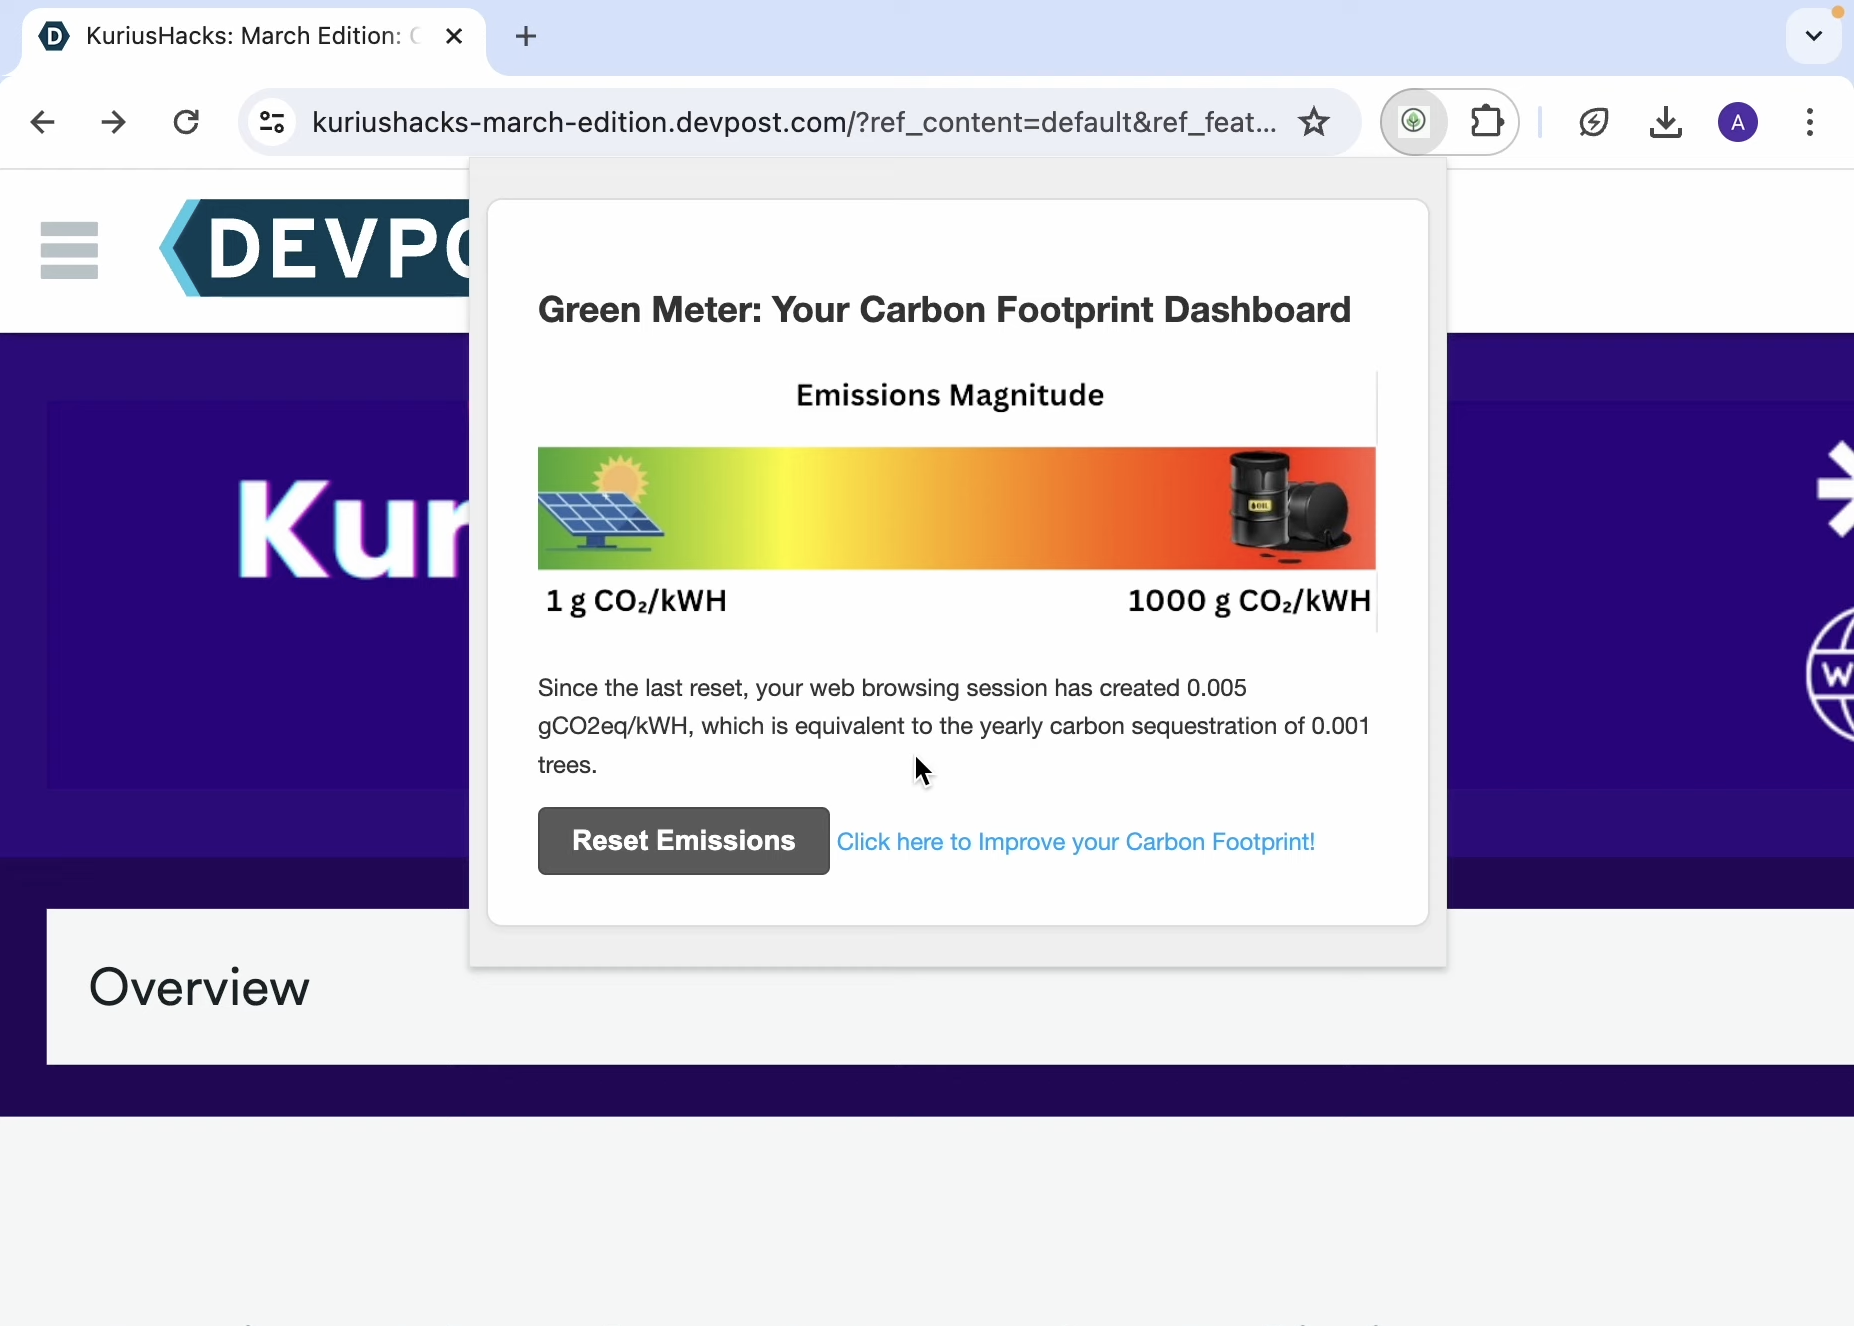 KuriusHacks: March Edition:
kuriushacks-march-edition.devpost.com/?ref_content=default&ref_feat...
A
DEVPO
Green Meter: Your Carbon Footprint Dashboard
Emissions Magnitude
OIL
1 g CO₂/kWH
1000 g CO₂/kWH
Kur
W
Since the last reset, your web browsing session has created 0.005
gCO2eq/kWH, which is equivalent to the yearly carbon sequestration of 0.001
trees.
Reset Emissions
Click here to Improve your Carbon Footprint!
Overview